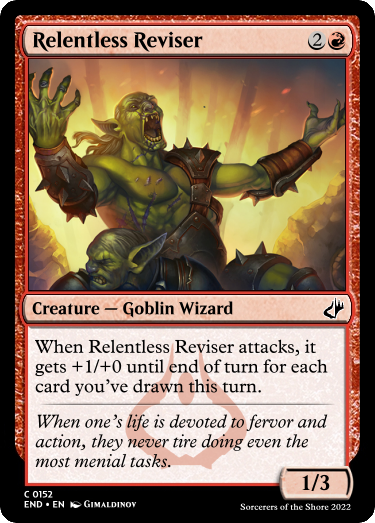 Relentless Reviser 2
Creature — Goblin Wizard
When Relentless Reviser attacks, it
gets +1/+0 until end of turn for each
card you've drawn this turn.
When one's life is devoted to fervor and
action, they never tire doing even the
most menial tasks.
1/3
C 0152
END • EN Gimaldinov
Sorcerers of the Shore 2022